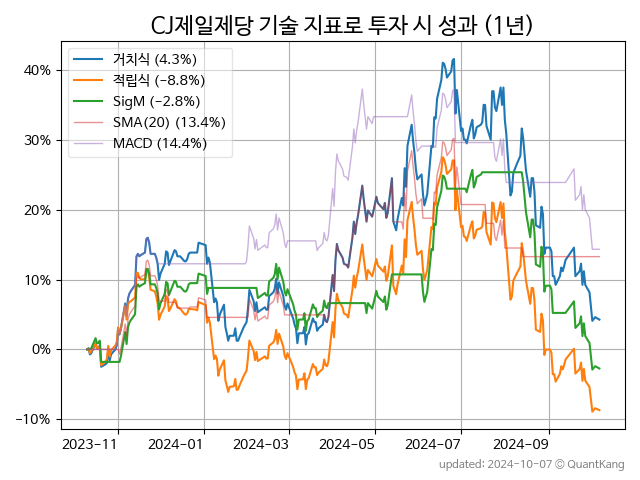 CJ제일제당 기술 지표로 투자 시 성과 (1년)
거치식 (4.3%)
적립식 (−8.8%)
SigM (−2.8%)
SMA(20) (13.4%)
MACD (14.4%)
40%
30%
20%
10%
0%
−10%
2023-11 2024-01 2024-03 2024-05 2024-07 2024-09
updated: 2024-10-07 © QuantKang